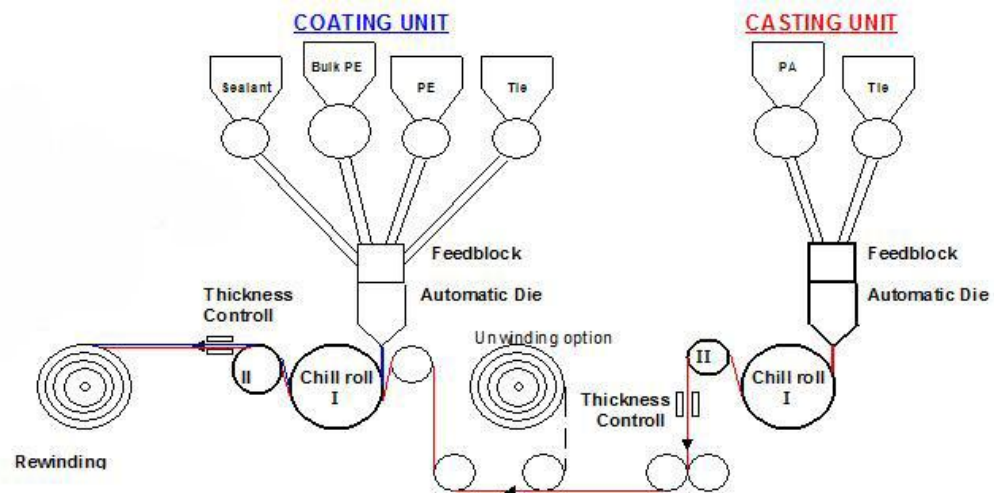 COATING UNIT
CASTING UNIT
Sealant
Bulk PE
PE
Tie
PA
Tie
Feedblock
Feedblock
Automatic Die
Automatic Die
Thickness
Controll
Unwinding option
II
Chill roll
I
II
Chill roll
I
Thickness
Controll
Rewinding